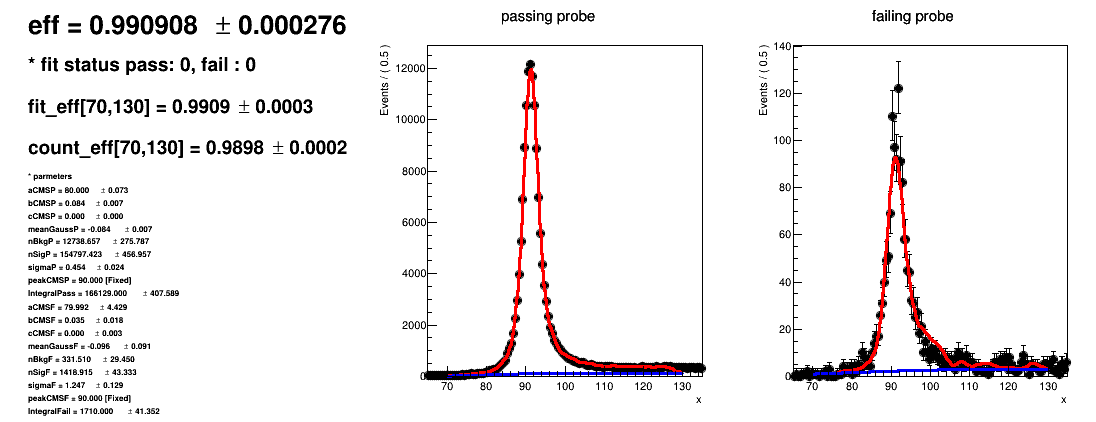 eff = 0.990908 ± 0.000276
* fit status pass: 0, fail : 0
fit_eff[70,130] = 0.9909 ± 0.0003
count_eff[70,130] = 0.9898 ± 0.0002
* parmeters
aCMSP = 80.000 ± 0.073
bCMSP = 0.084 ± 0.007
cCMSP = 0.000 ± 0.000
meanGaussP = -0.084 ± 0.007
nBkgP = 12738.657 ± 275.787
nSigP = 154797.423 ± 456.957
sigmaP = 0.454 ± 0.024
peakCMSP = 90.000 [Fixed]
IntegralPass = 166129.000 ± 407.589
aCMSF = 79.992 ± 4.429
bCMSF = 0.035 ± 0.018
cCMSF = 0.000 ± 0.003
meanGaussF = -0.096 ± 0.091
nBkgF = 331.510 ± 29.450
nSigF = 1418.915 ± 43.333
sigmaF = 1.247 ± 0.129
peakCMSF = 90.000 [Fixed]
IntegralFail = 1710.000 ± 41.352
passing probe
Events / ( 0.5 )
12000
10000
8000
6000
4000
2000
0
70 80 90 100 110 120 130
x
failing probe
Events / ( 0.5 )
140
120
100
80
60
40
20
0
70 80 90 100 110 120 130
x